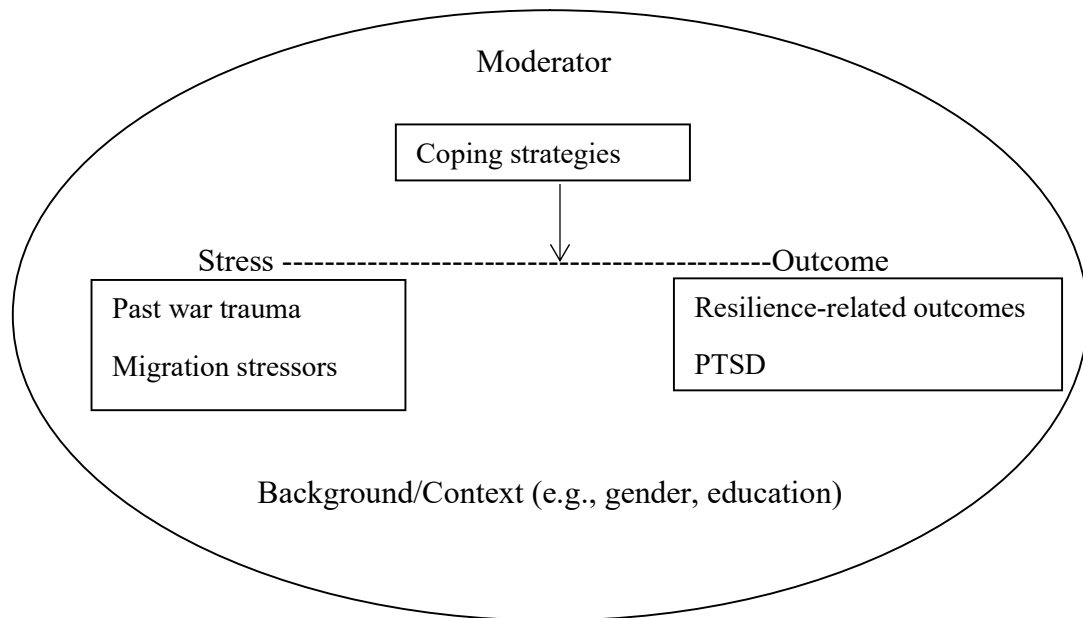 Moderator
Coping strategies
Stress ------------------------------------------------Outcome
Past war trauma
Migration stressors
Resilience-related outcomes
PTSD
Background/Context (e.g., gender, education)